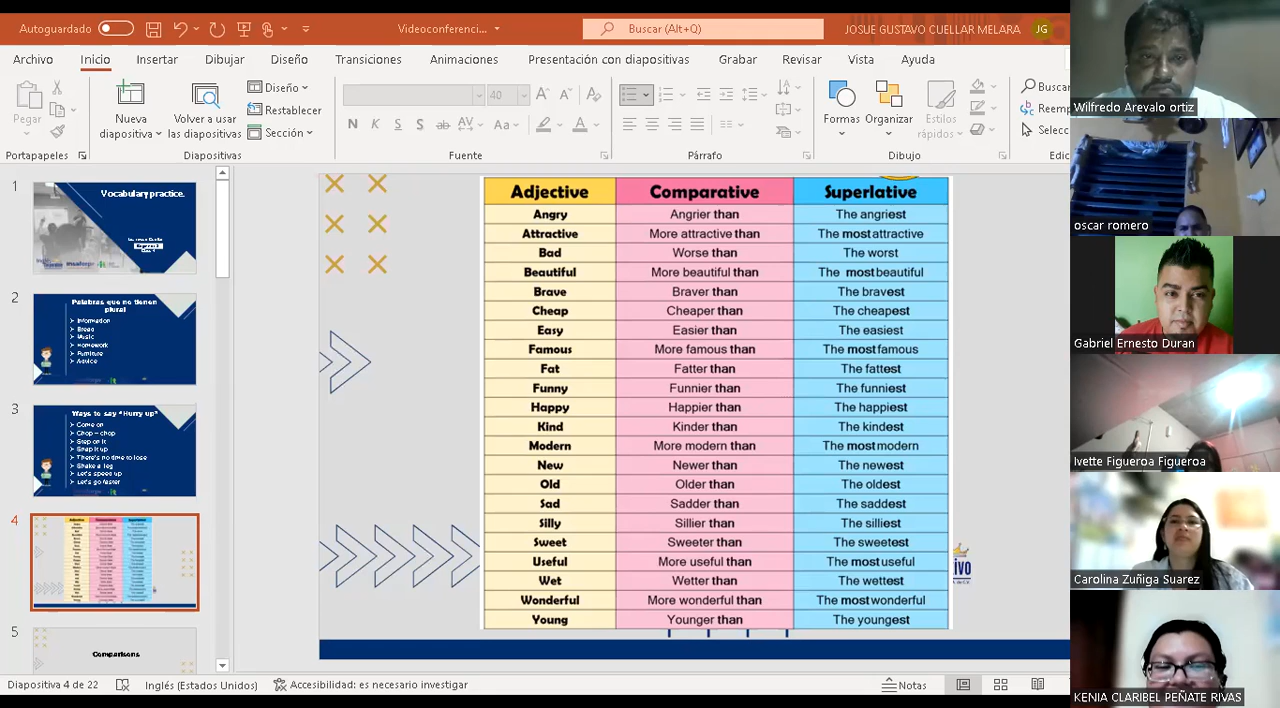 Autoguardado
Videoconferenci...
Buscar (Alt+Q)
JOSUE GUSTAVO CUELLAR MELARA
JG
Archivo Inicio Insertar Dibujar Diseño Transiciones Animaciones Presentación con diapositivas Grabar Revisar Vista Ayuda
Pegar
Nueva diapositiva
Volver a usar las diapositivas
Diseño
Restablecer
Sección
40
N K S S ab AV Aa A
Formas
Organizar
Estilos rápidos
Buscar
Portapapeles
Diapositivas
Fuente
Párrafo
Dibujo
1
Vocabulary practice.
2
Palabras que no tienen plural
Information
Bread
Music
Homework
Furniture
Advice
3
Ways to say "Hurry up"
Come on
Chop – chop
Step on it
Snap it up
There's no time to lose
Shake a leg
Let's speed up
Let's go faster
4
5
Comparisons
Adjective Comparative Superlative
Angry Angrier than The angriest
Attractive More attractive than The most attractive
Bad Worse than The worst
Beautiful More beautiful than The most beautiful
Brave Braver than The bravest
Cheap Cheaper than The cheapest
Easy Easier than The easiest
Famous More famous than The most famous
Fat Fatter than The fattest
Funny Funnier than The funniest
Happy Happier than The happiest
Kind Kinder than The kindest
Modern More modern than The most modern
New Newer than The newest
Old Older than The oldest
Sad Sadder than The saddest
Silly Sillier than The silliest
Sweet Sweeter than The sweetest
Useful More useful than The most useful
Wet Wetter than The wettest
Wonderful More wonderful than The most wonderful
Young Younger than The youngest
Diapositiva 4 de 22
Inglés (Estados Unidos)
Accesibilidad: es necesario investigar
Notas
Wilfredo Arevalo ortiz
oscar romero
Gabriel Ernesto Duran
Ivette Figueroa Figueroa
Carolina Zuñiga Suarez
KENIA CLARIBEL PEÑATE RIVAS